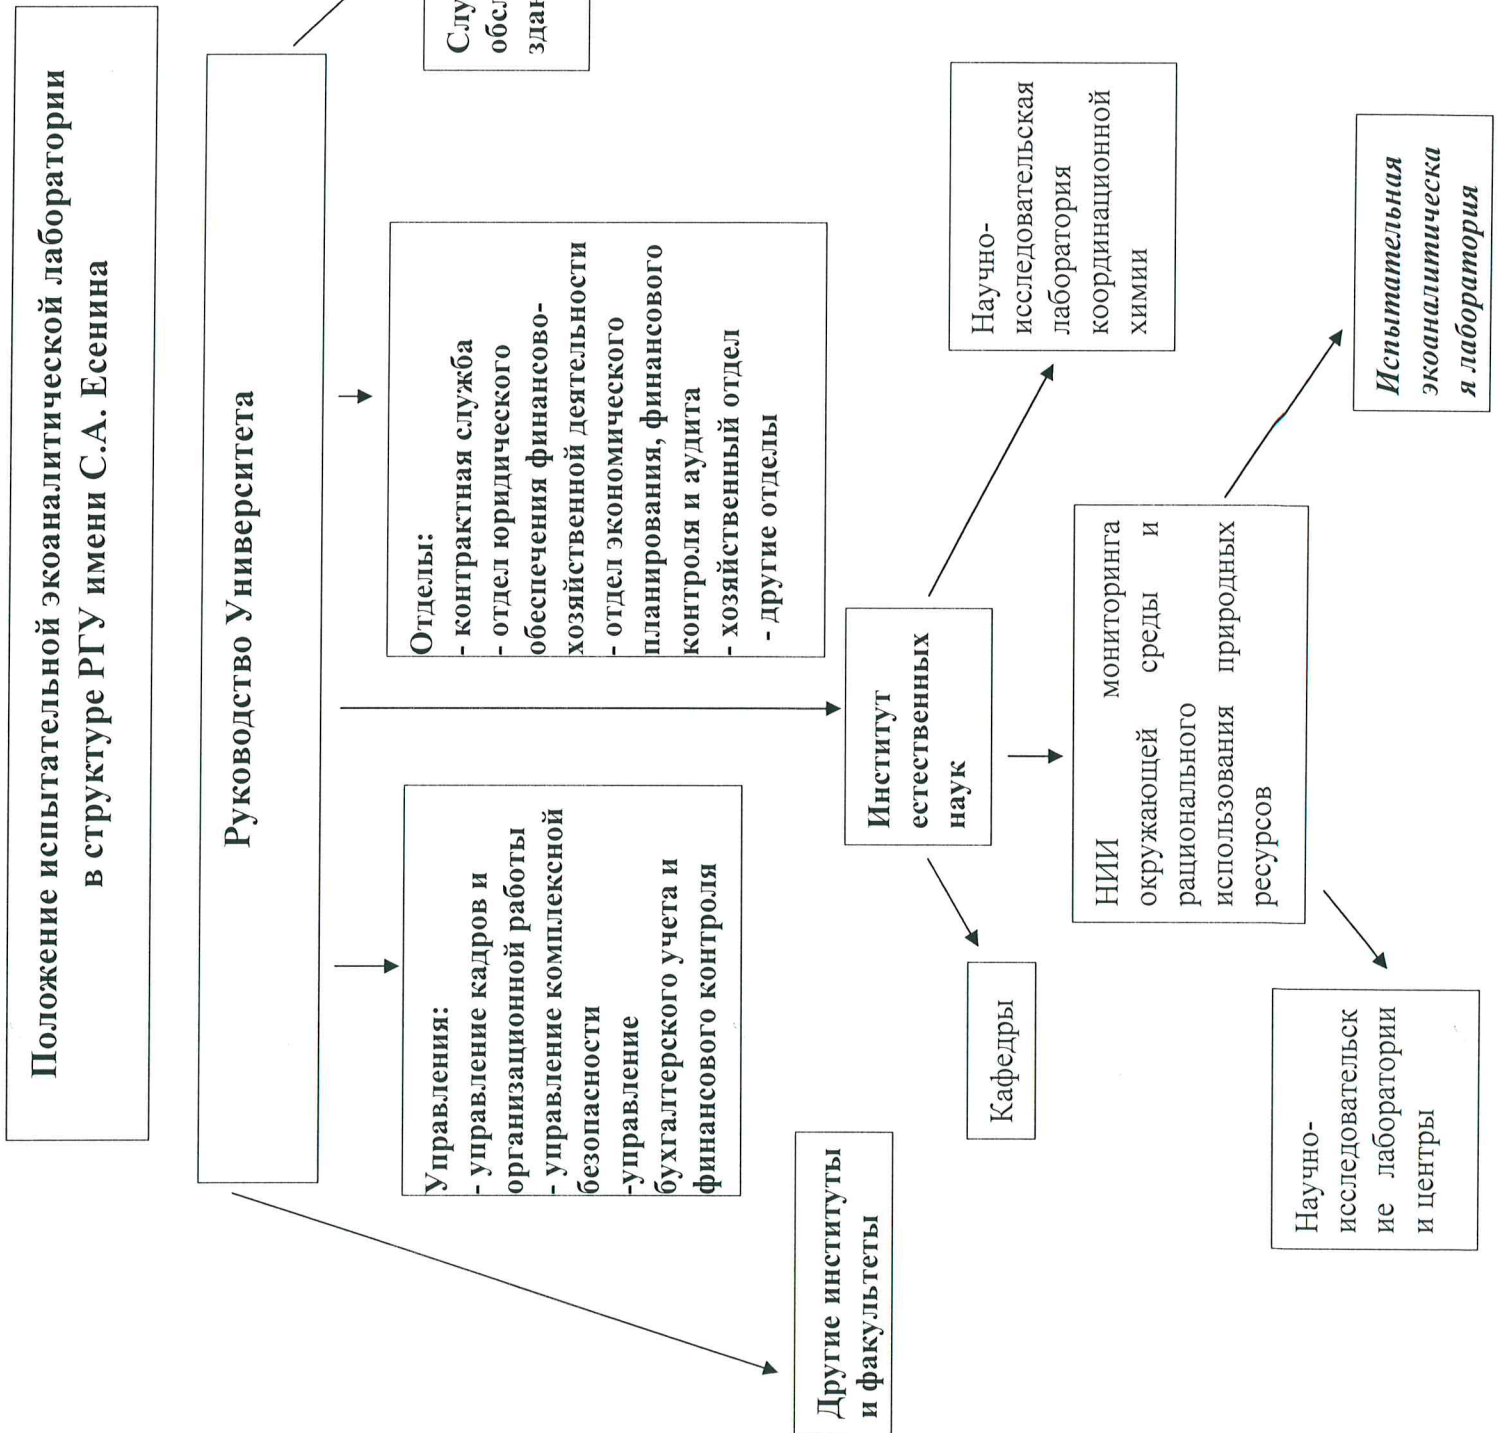 Положение испытательной экоаналитической лаборатории
в структуре РГУ имени С.А. Есенина
Руководство Университета
Управления:
- управление кадров и
организационной работы
- управление комплексной
безопасности
-управление
бухгалтерского учета и
финансового контроля
Отделы:
- контрактная служба
- отдел юридического
обеспечения финансово-
хозяйственной деятельности
- отдел экономического
планирования, финансового
контроля и аудита
- хозяйственный отдел
- другие отделы
Другие институты
и факультеты
Институт
естественных
наук
Кафедры
Научно-
исследовательская
лаборатория
координационной
химии
НИИ мониторинга
окружающей среды и
рационального
использования природных
ресурсов
Научно-
исследовательск
ие лаборатории
и центры
Испытательная
экоаналитическа
я лаборатория